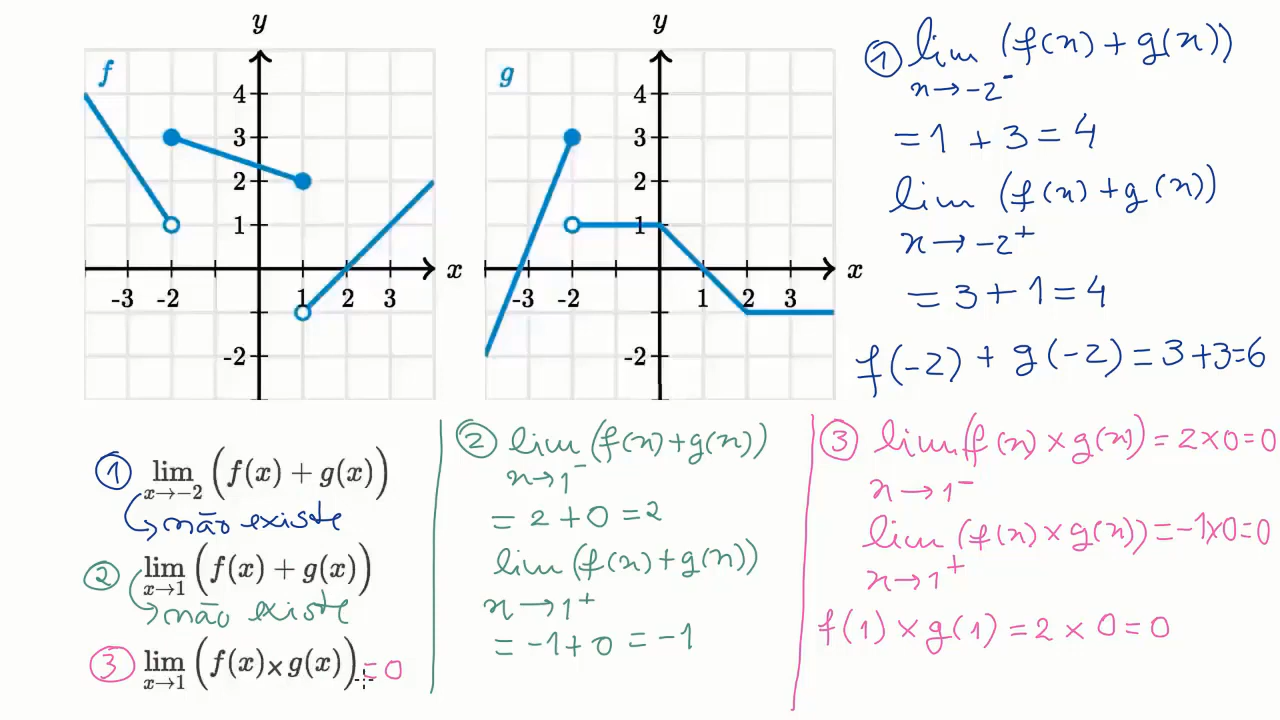 y
f
4
3
2
1
x
-3 -2 1 2 3
-2
y
g
4
3
2
1
x
-3 -2 1 2 3
-2
① lim (f(x) + g(x))
x → -2⁻
= 1 + 3 = 4
lim (f(x) + g(x))
x → -2⁺
= 3 + 1 = 4
f(-2) + g(-2) = 3 + 3 = 6
① lim (f(x) + g(x))
x→−2
↳ não existe
② lim (f(x) + g(x))
x→1
↳ não existe
③ lim (f(x) × g(x)) = 0
x→1
② lim (f(x) + g(x))
x → 1⁻
= 2 + 0 = 2
lim (f(x) + g(x))
x → 1⁺
= -1 + 0 = -1
③ lim (f(x) × g(x)) = 2 × 0 = 0
x → 1⁻
lim (f(x) × g(x)) = -1 × 0 = 0
x → 1⁺
f(1) × g(1) = 2 × 0 = 0